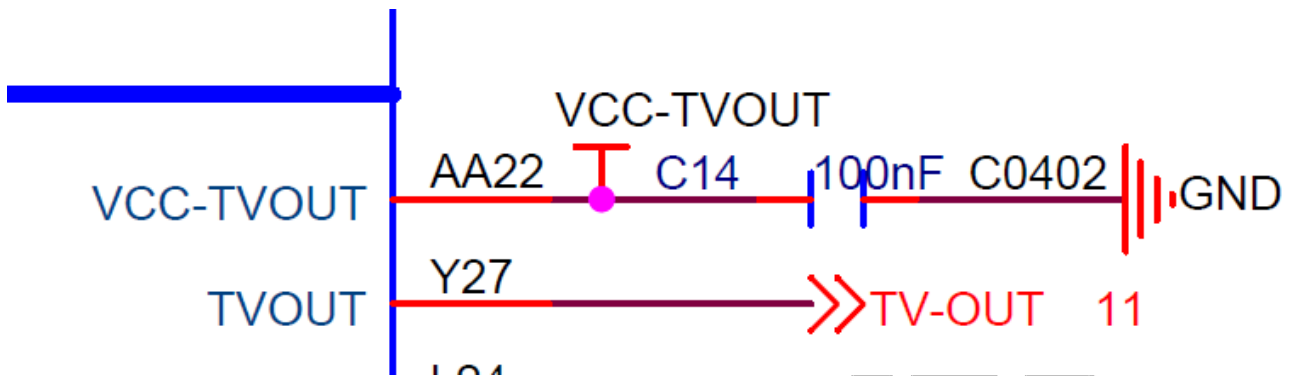 VCC-TVOUT
VCC-TVOUT AA22 C14 100nF C0402 GND
TVOUT Y27 TV-OUT 11